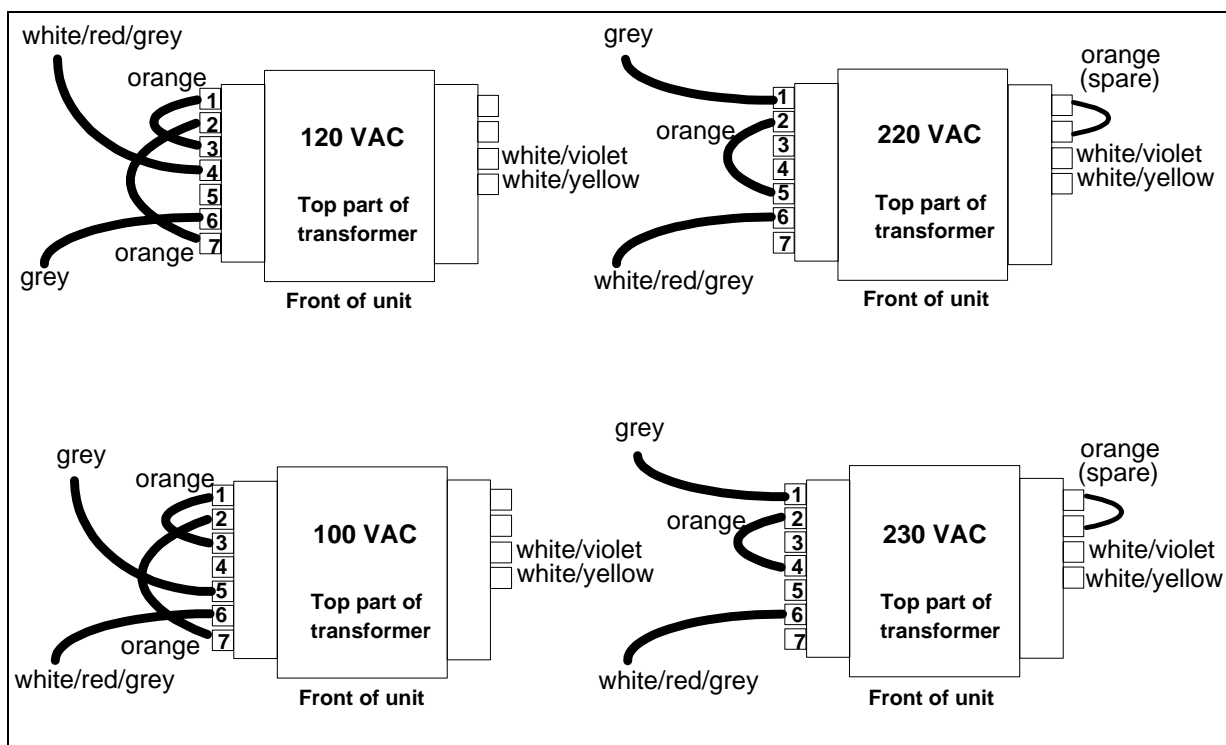 white/red/grey
orange
1
2
3
4
5
6
7
orange
grey
120 VAC
Top part of
transformer
white/violet
white/yellow
Front of unit
grey
orange
1
2
3
4
5
6
7
white/red/grey
220 VAC
Top part of
transformer
orange
(spare)
white/violet
white/yellow
Front of unit
grey
orange
1
2
3
4
5
6
7
orange
white/red/grey
100 VAC
Top part of
transformer
white/violet
white/yellow
Front of unit
grey
orange
1
2
3
4
5
6
7
white/red/grey
230 VAC
Top part of
transformer
orange
(spare)
white/violet
white/yellow
Front of unit